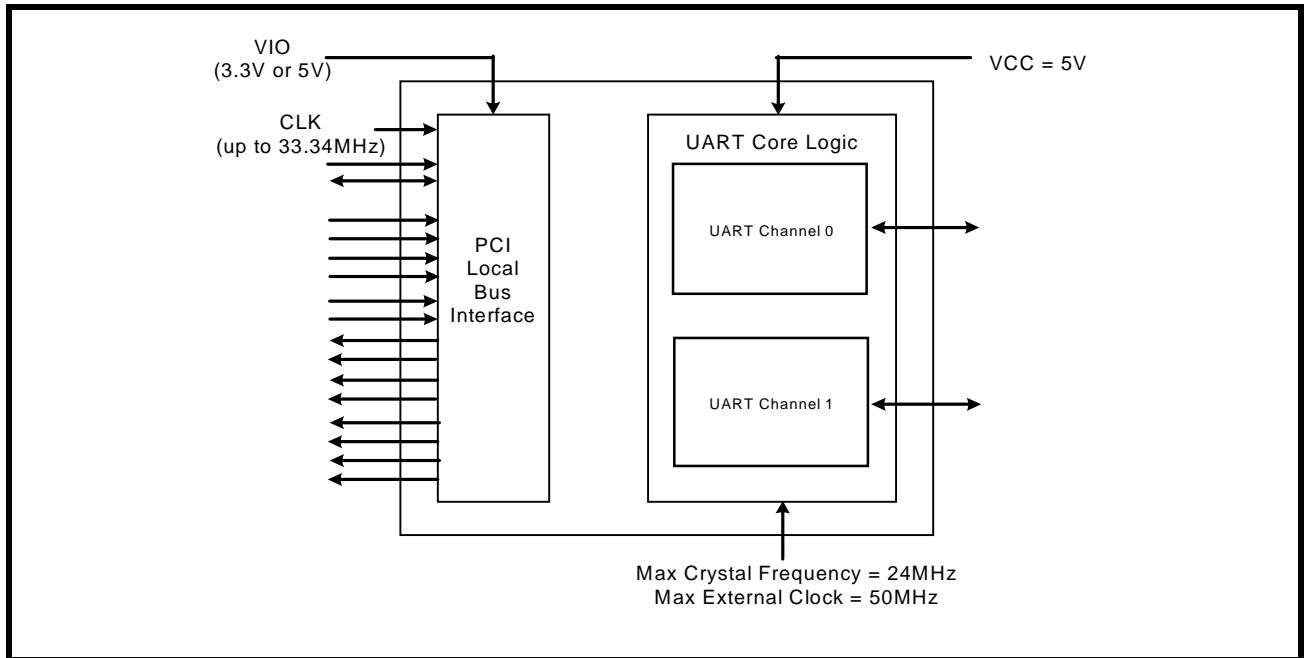 VIO
(3.3V or 5V)
VCC = 5V
CLK
(up to 33.34MHz)
UART Core Logic
UART Channel 0
PCI
Local
Bus
Interface
UART Channel 1
Max Crystal Frequency = 24MHz
Max External Clock = 50MHz